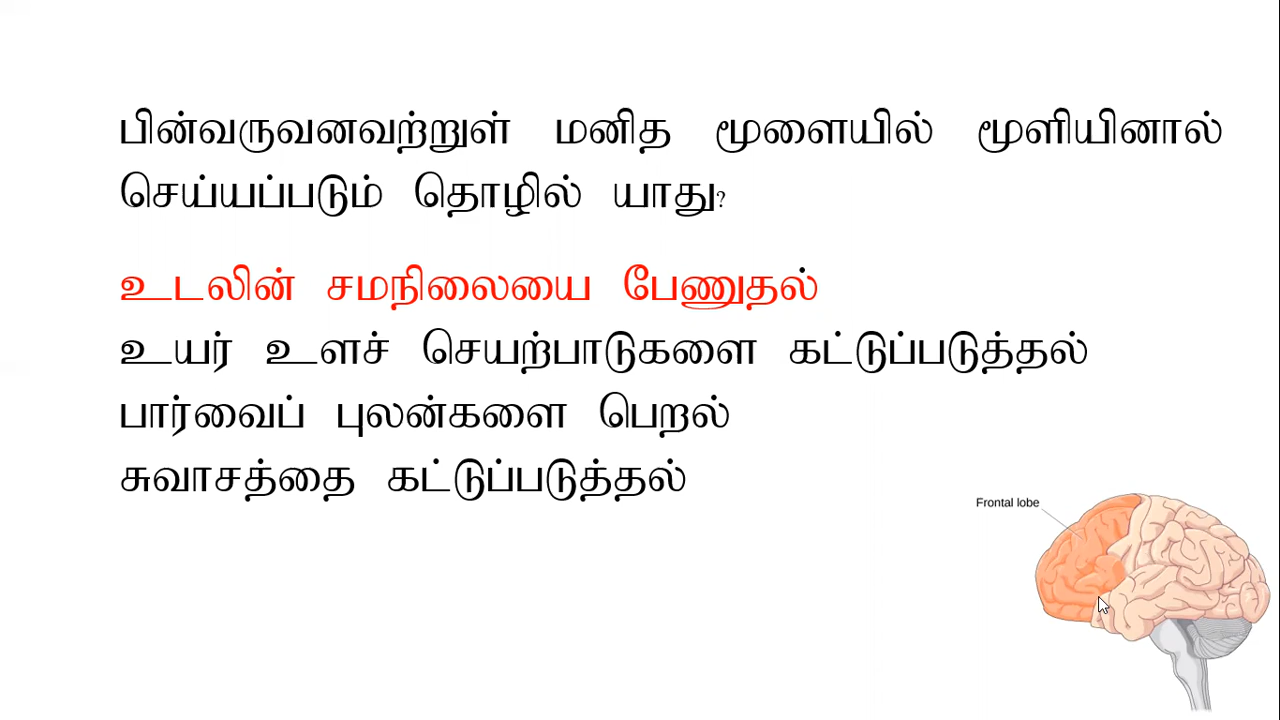 பின்வருவனவற்றுள் மனித மூளையில் மூளியினால்
செய்யப்படும் தொழில் யாது?
உடலின் சமநிலையை பேணுதல்
உயர் உளச் செயற்பாடுகளை கட்டுப்படுத்தல்
பார்வைப் புலன்களை பெறல்
சுவாசத்தை கட்டுப்படுத்தல்
Frontal lobe